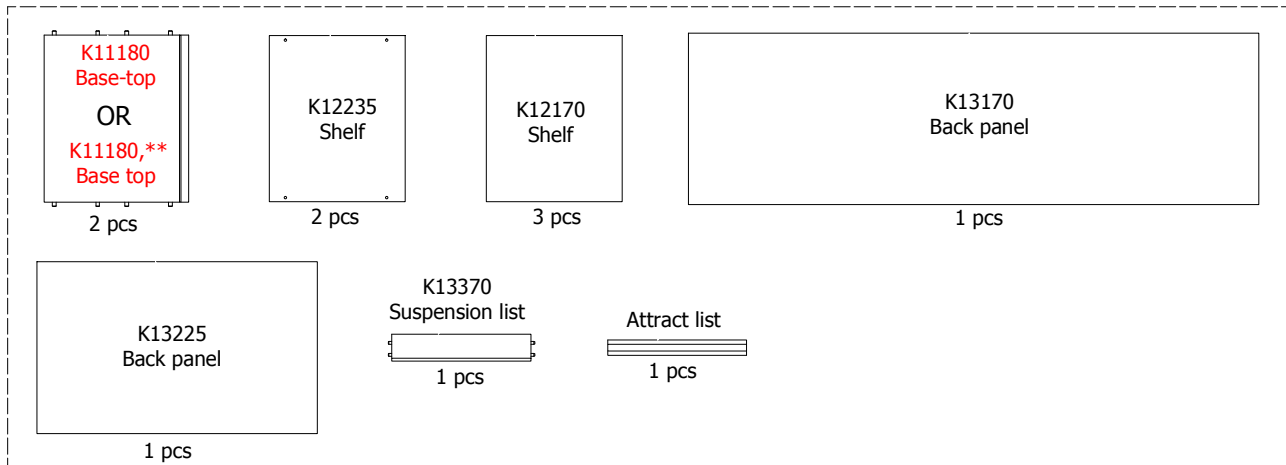 K11180
Base-top
OR
K11180,**
Base top
2 pcs
K12235
Shelf
2 pcs
K12170
Shelf
3 pcs
K13170
Back panel
1 pcs
K13225
Back panel
1 pcs
K13370
Suspension list
1 pcs
Attract list
1 pcs